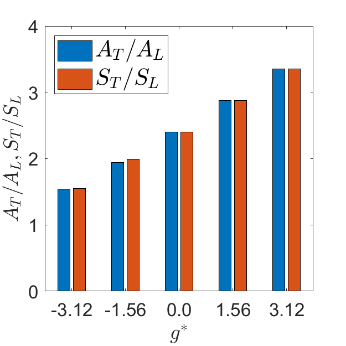 4
A_T/A_L
S_T/S_L
3
2
1
0
A_T/A_L, S_T/S_L
-3.12 -1.56 0.0 1.56 3.12
g*